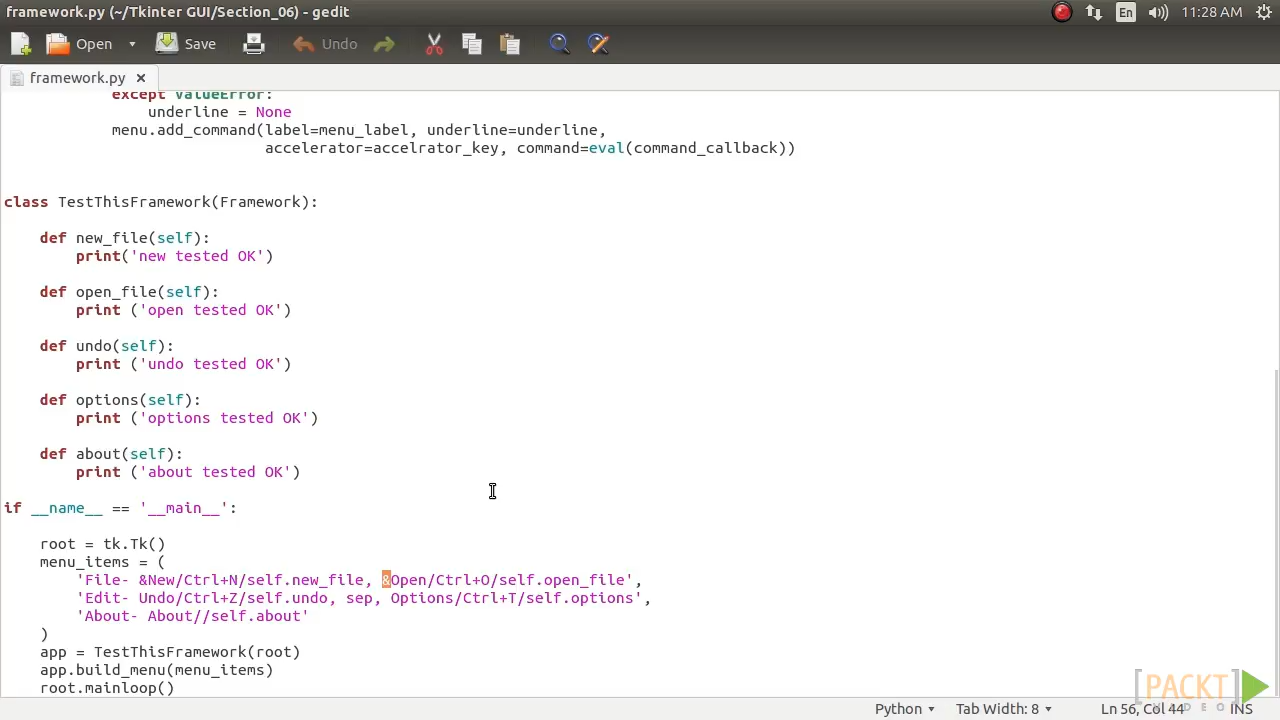 framework.py (~/Tkinter GUI/Section_06) - gedit
En
11:28 AM
Open
Save
Undo
framework.py ×
except ValueError:
underline = None
menu.add_command(label=menu_label, underline=underline,
accelerator=accelrator_key, command=eval(command_callback))
class TestThisFramework(Framework):
def new_file(self):
print('new tested OK')
def open_file(self):
print ('open tested OK')
def undo(self):
print ('undo tested OK')
def options(self):
print ('options tested OK')
def about(self):
print ('about tested OK')
if __name__ == '__main__':
root = tk.Tk()
menu_items = (
'File- &New/Ctrl+N/self.new_file, &Open/Ctrl+O/self.open_file',
'Edit- Undo/Ctrl+Z/self.undo, sep, Options/Ctrl+T/self.options',
'About- About//self.about'
)
app = TestThisFramework(root)
app.build_menu(menu_items)
root.mainloop()
[PACKT]
VIDEO
Python
Tab Width: 8
Ln 56, Col 44
INS